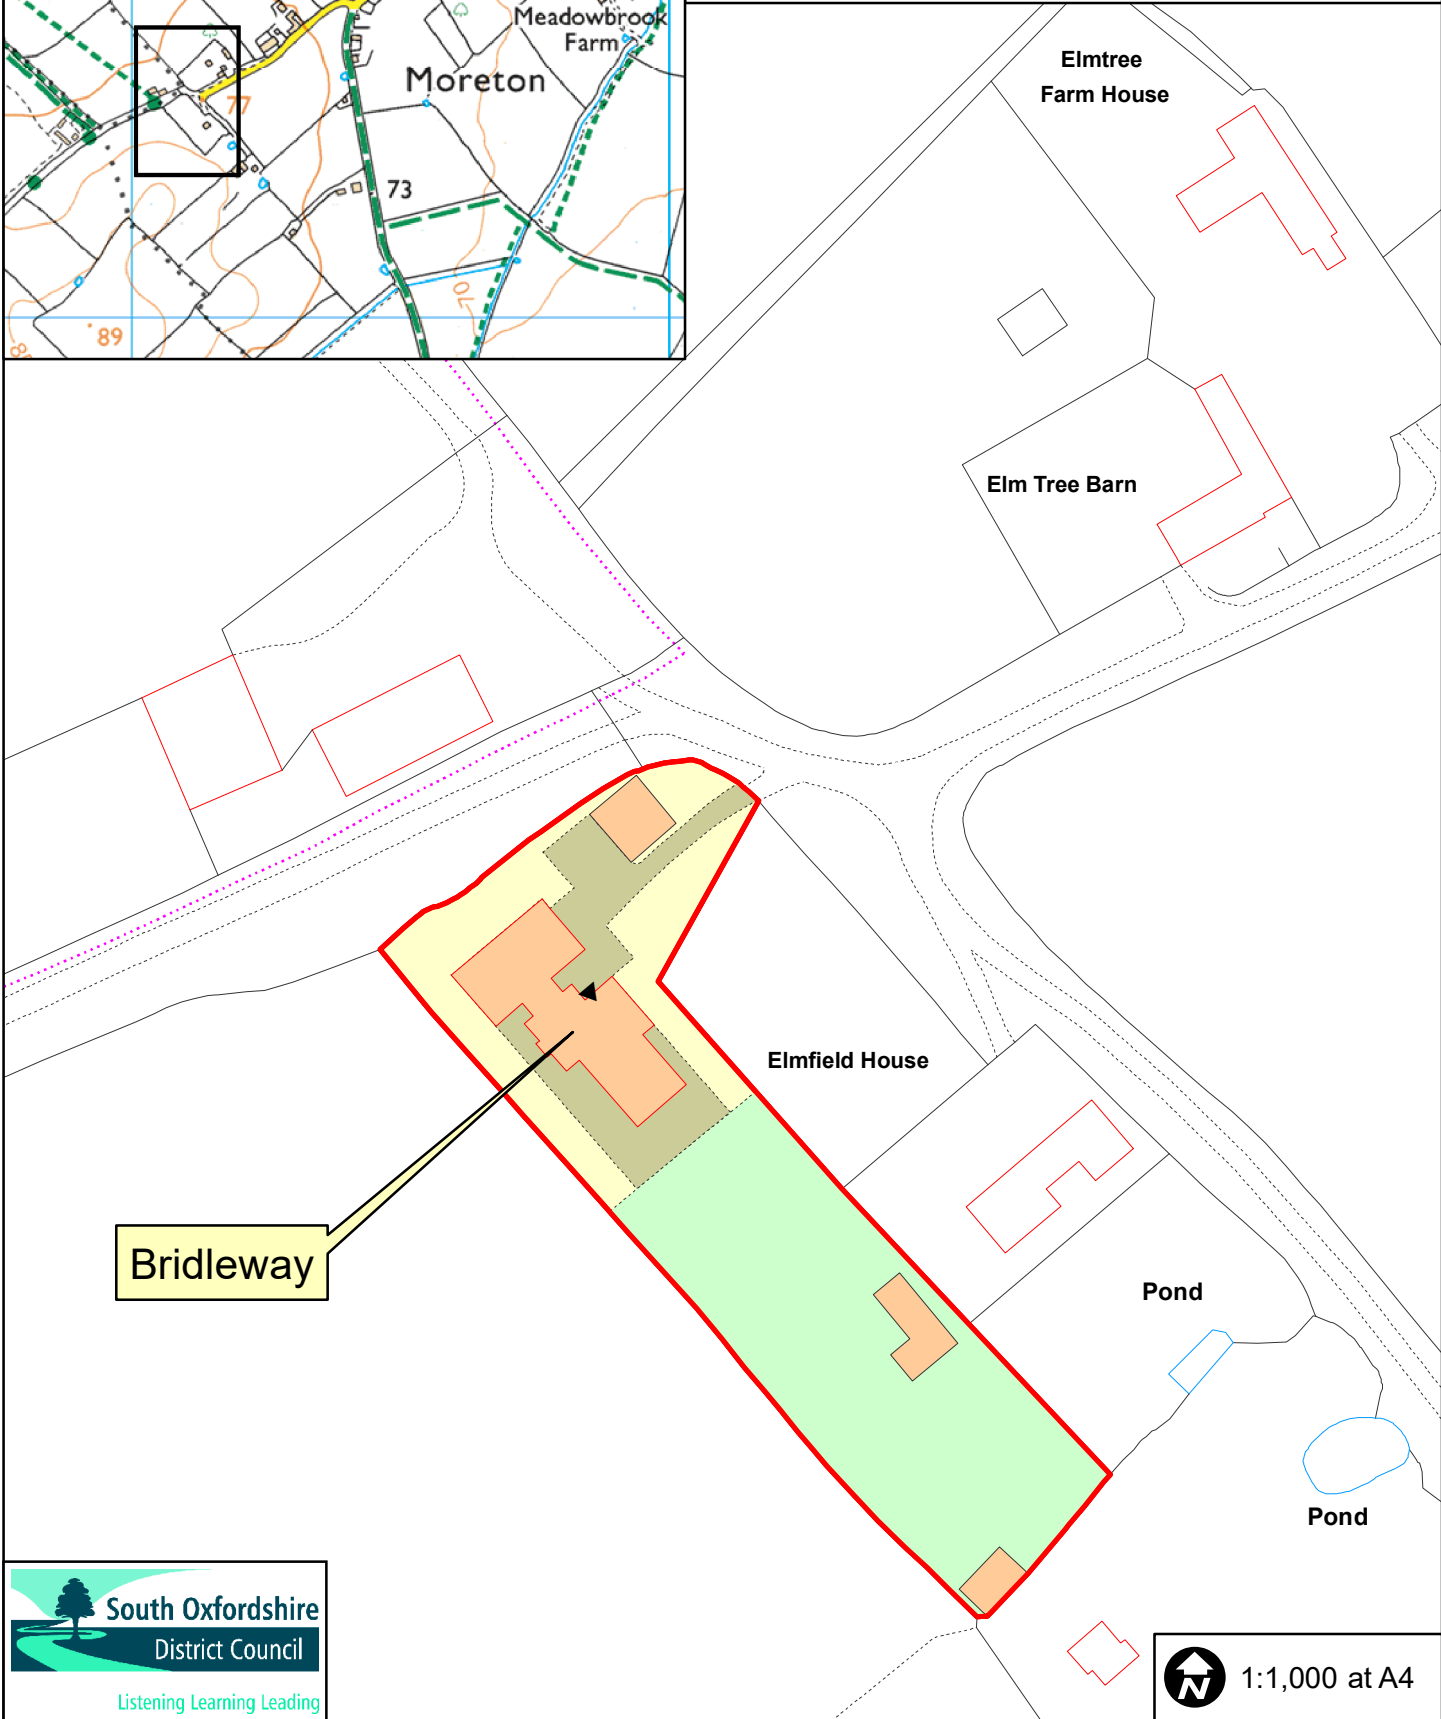 Meadowbrook
Farm
Moreton
77
73
70
89
Elmtree
Farm House
Elm Tree Barn
Elmfield House
Bridleway
Pond
Pond
South Oxfordshire
District Council
Listening Learning Leading
N
1:1,000 at A4